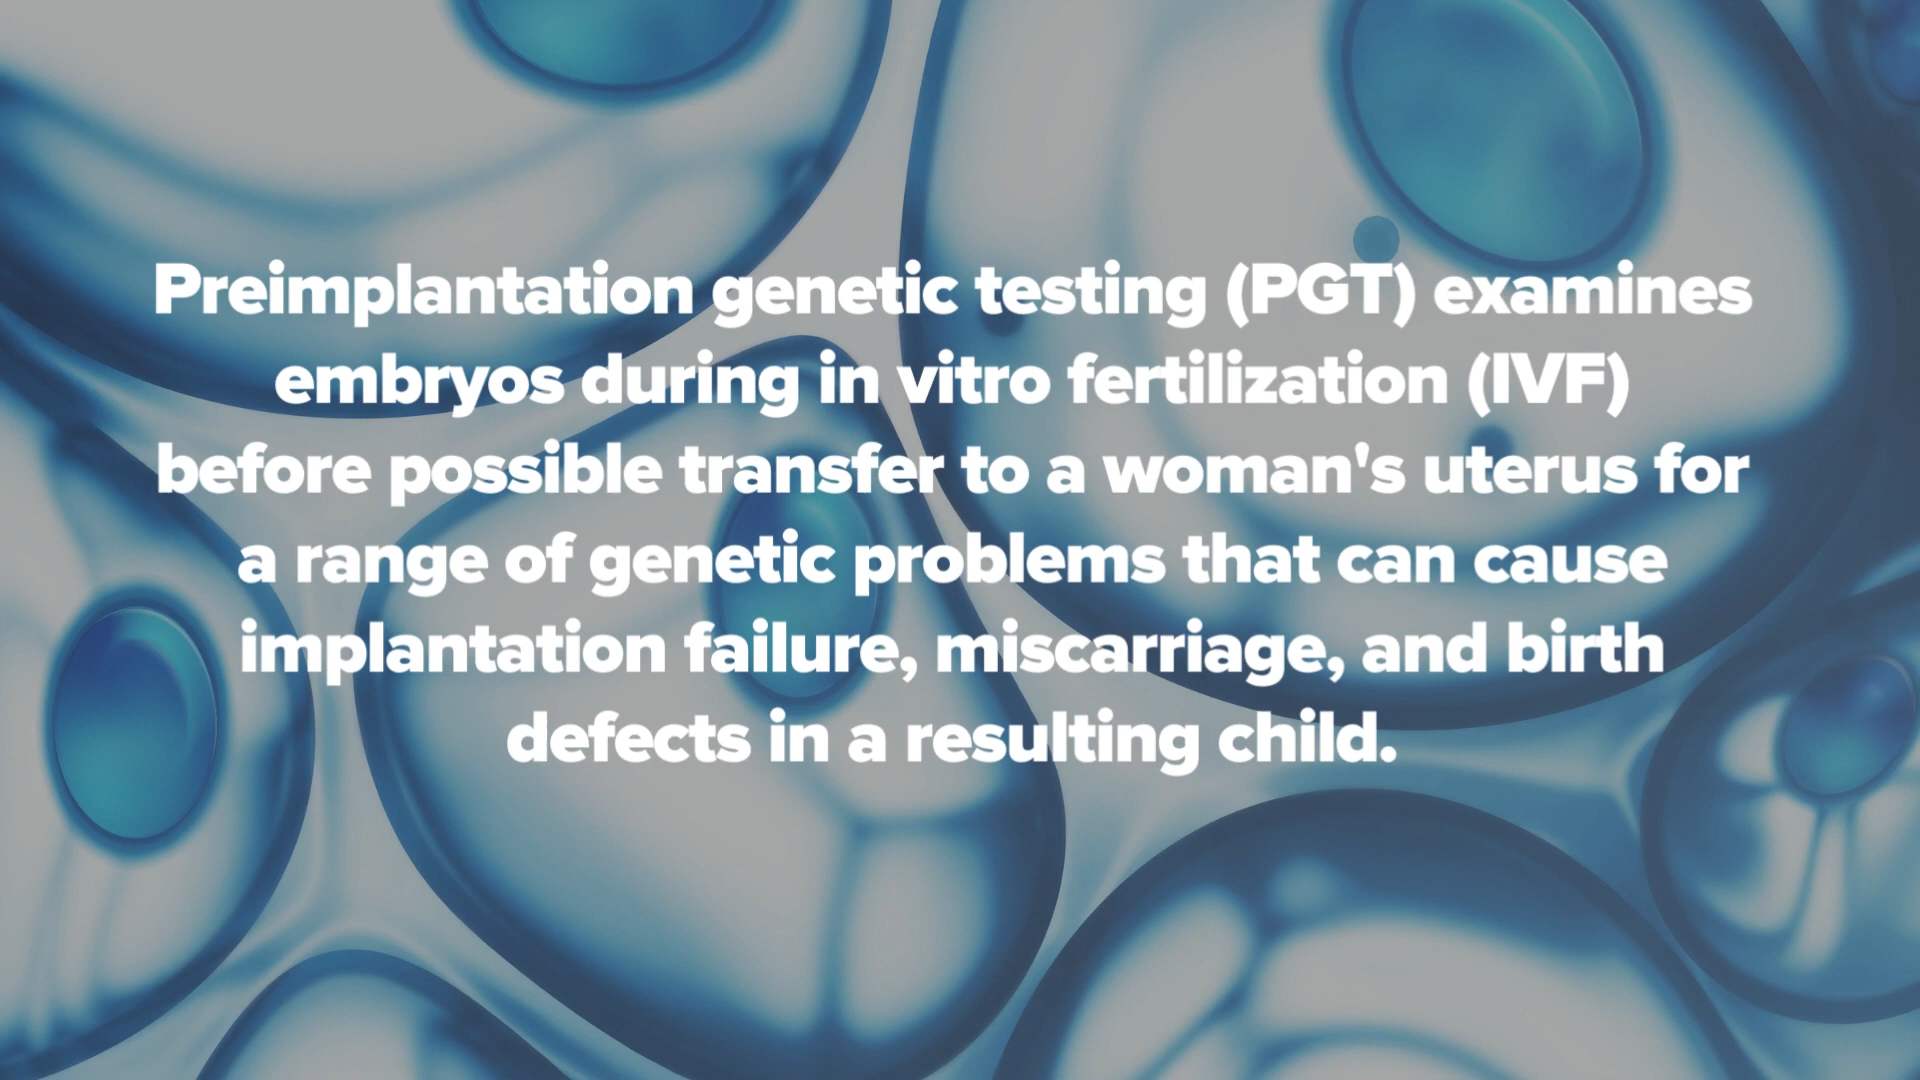 Preimplantation genetic testing (PGT) examines
embryos during in vitro fertilization (IVF)
before possible transfer to a woman's uterus for
a range of genetic problems that can cause
implantation failure, miscarriage, and birth
defects in a resulting child.